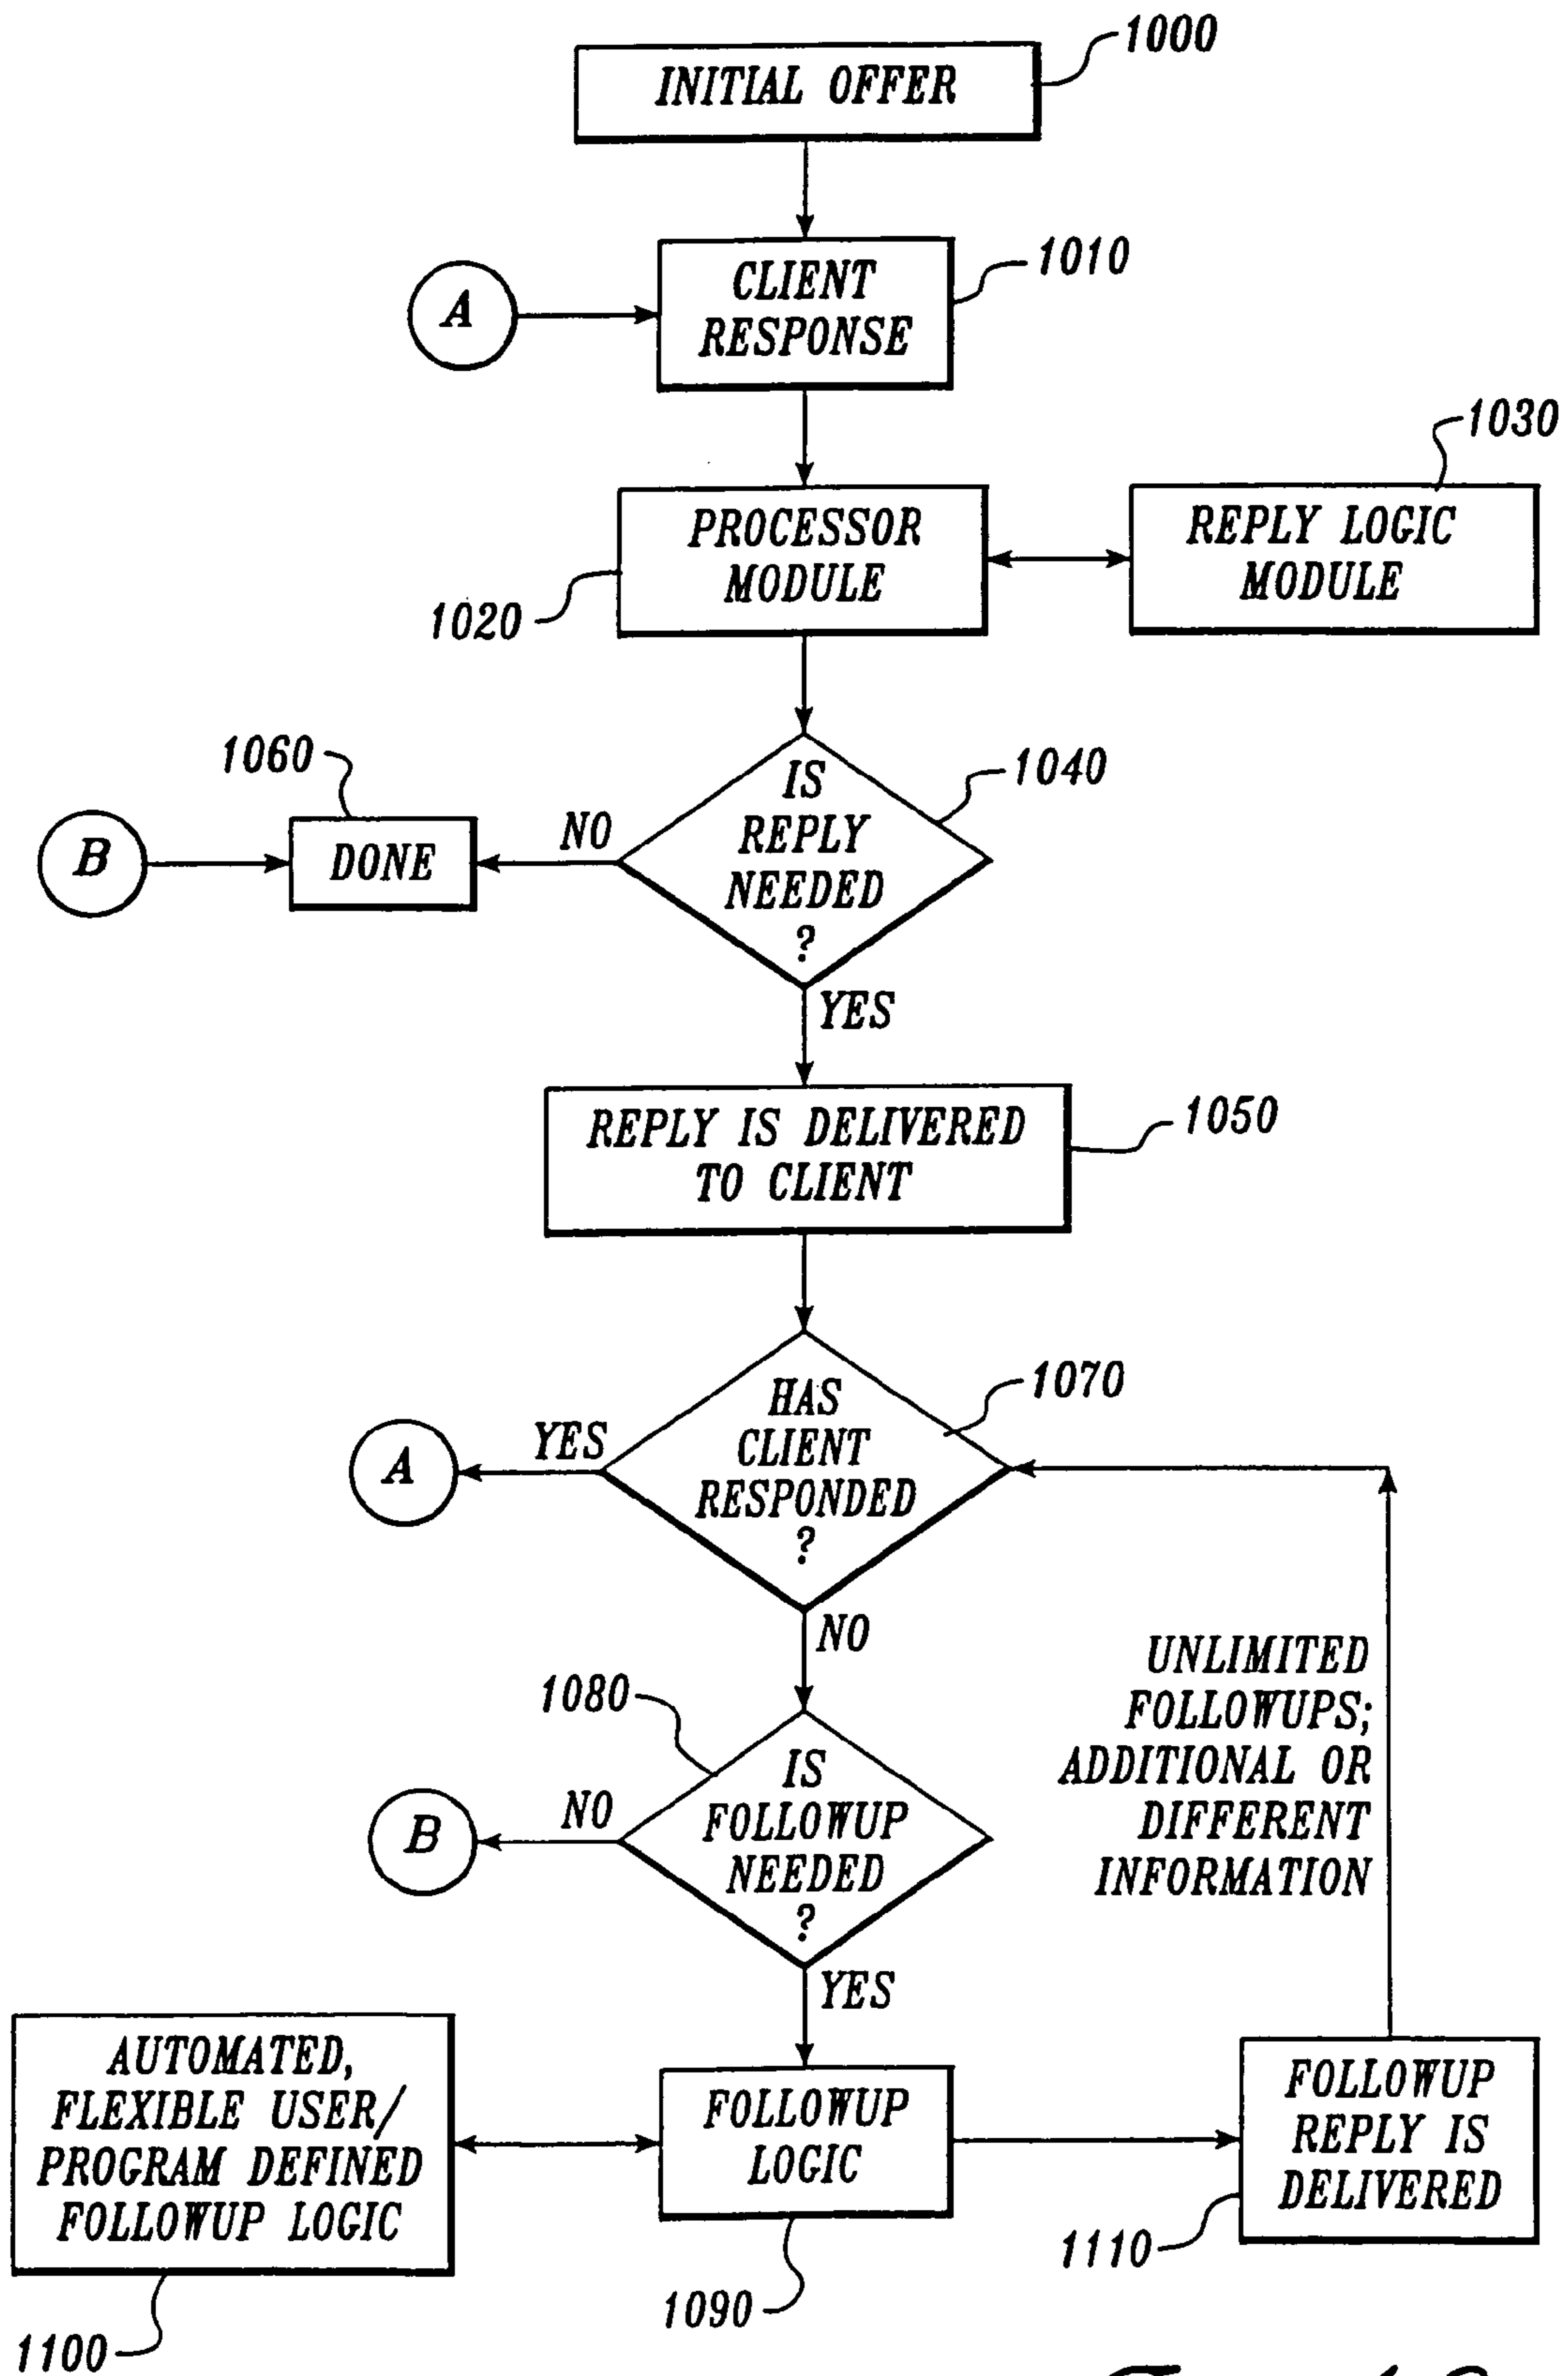 1000
INITIAL OFFER
1010
CLIENT
RESPONSE
A
1030
PROCESSOR
MODULE
REPLY LOGIC
MODULE
1020
1060
1040
IS
REPLY
NEEDED
?
NO
DONE
B
YES
REPLY IS DELIVERED
TO CLIENT
1050
1070
HAS
CLIENT
RESPONDED
?
YES
A
NO
UNLIMITED
FOLLOWUPS;
ADDITIONAL OR
DIFFERENT
INFORMATION
1080
IS
FOLLOWUP
NEEDED
?
NO
B
YES
AUTOMATED,
FLEXIBLE USER/
PROGRAM DEFINED
FOLLOWUP LOGIC
FOLLOWUP
LOGIC
FOLLOWUP
REPLY IS
DELIVERED
1110
1090
1100